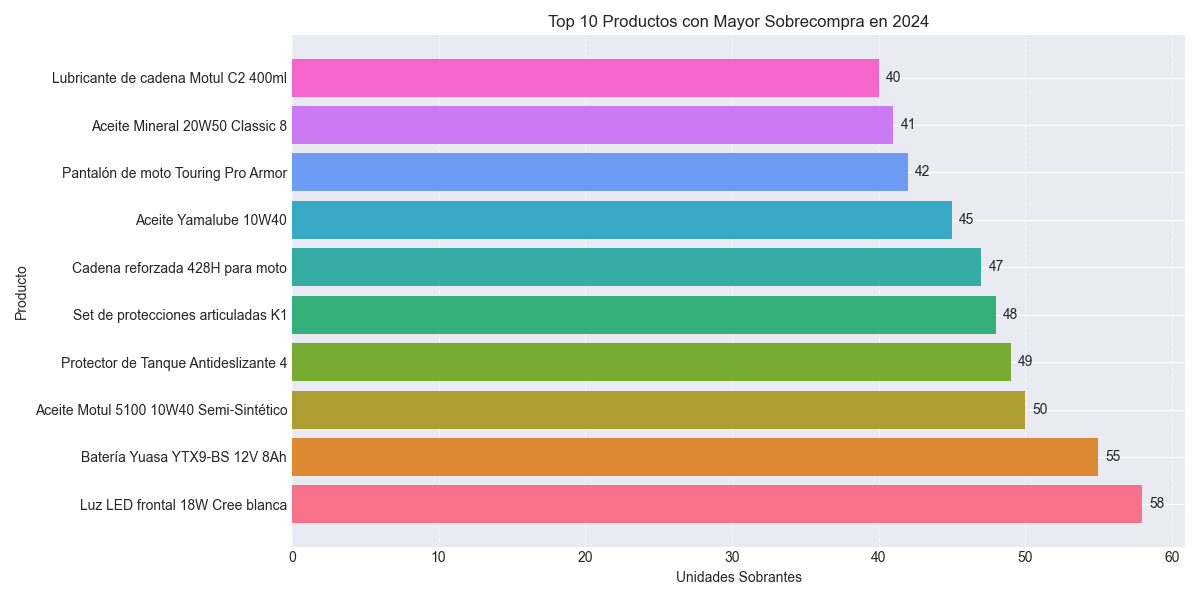 Top 10 Productos con Mayor Sobrecompra en 2024
Producto
Lubricante de cadena Motul C2 400ml 40
Aceite Mineral 20W50 Classic 8 41
Pantalón de moto Touring Pro Armor 42
Aceite Yamalube 10W40 45
Cadena reforzada 428H para moto 47
Set de protecciones articuladas K1 48
Protector de Tanque Antideslizante 4 49
Aceite Motul 5100 10W40 Semi-Sintético 50
Batería Yuasa YTX9-BS 12V 8Ah 55
Luz LED frontal 18W Cree blanca 58
0 10 20 30 40 50 60
Unidades Sobrantes